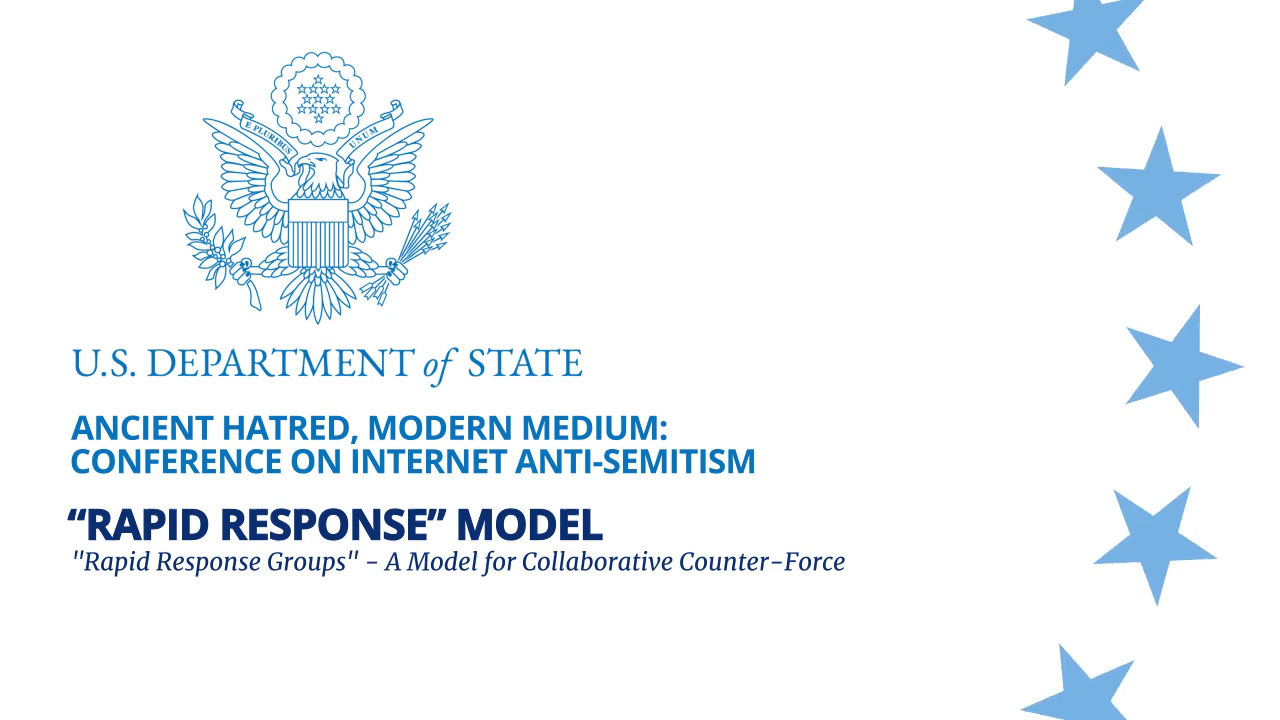 E PLURIBUS UNUM
U.S. DEPARTMENT of STATE
ANCIENT HATRED, MODERN MEDIUM:
CONFERENCE ON INTERNET ANTI-SEMITISM
“RAPID RESPONSE” MODEL
"Rapid Response Groups" – A Model for Collaborative Counter-Force